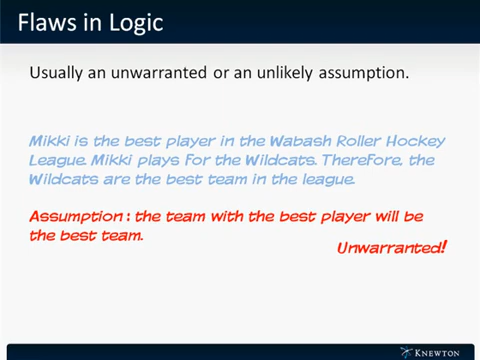 Flaws in Logic
Usually an unwarranted or an unlikely assumption.
Mikki is the best player in the Wabash Roller Hockey
League. Mikki plays for the Wildcats. Therefore, the
Wildcats are the best team in the league.
Assumption: the team with the best player will be
the best team.
Unwarranted!
KNEWTON